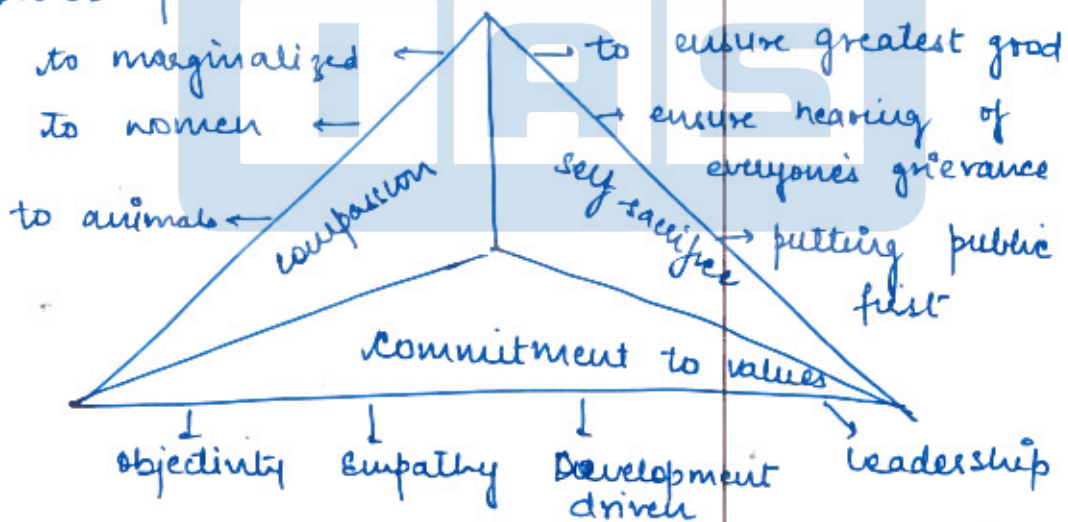 to marginalized
to women
to animals
compassion
to ensure greatest good
ensure hearing of
everyone's grievance
putting public
first
self-sacrifice
commitment to values
Objectivity
Empathy
Development
driven
leadership
IAS